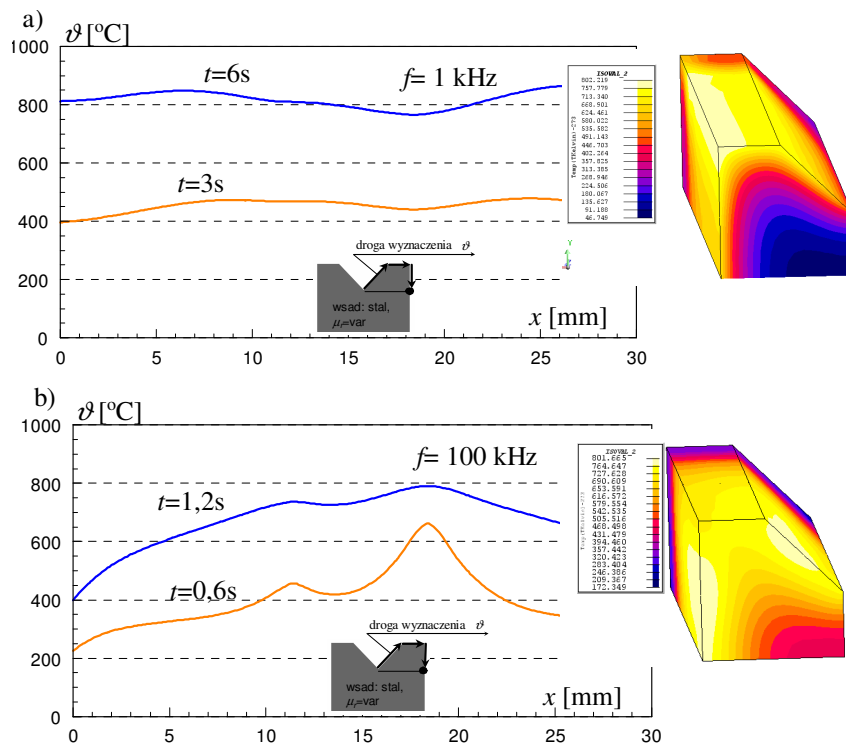 a)
ϑ [°C]
1000
800
600
400
200
0
t=6s
f= 1 kHz
t=3s
droga wyznaczenia ϑ
wsad: stal,
μr=var
x [mm]
0 5 10 15 20 25 30
ISOVAL_2
802.219
757.779
713.340
668.901
624.461
580.022
535.582
491.143
446.703
402.264
357.825
313.385
268.946
224.506
180.067
135.627
91.188
46.749
Temp(TKelvin)-273
Y
b)
ϑ [°C]
1000
800
600
400
200
0
f= 100 kHz
t=1,2s
t=0,6s
droga wyznaczenia ϑ
wsad: stal,
μr=var
x [mm]
0 5 10 15 20 25 30
ISOVAL_2
801.665
764.647
727.628
690.609
653.591
616.572
579.554
542.535
505.516
468.498
431.479
394.460
357.442
320.423
283.404
246.386
209.367
172.349
Temp(TKelvin)-273